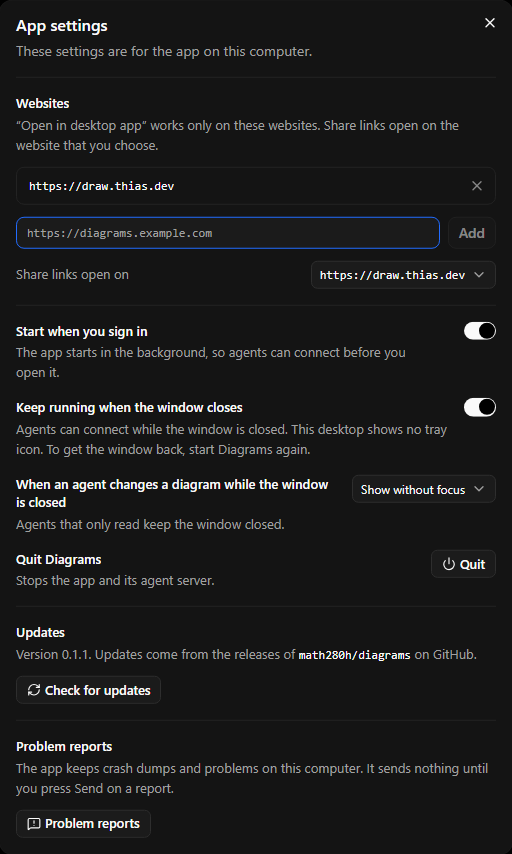 App settings
These settings are for the app on this computer.
Websites
“Open in desktop app” works only on these websites. Share links open on the
website that you choose.
https://draw.thias.dev
https://diagrams.example.com
Add
Share links open on
https://draw.thias.dev
Start when you sign in
The app starts in the background, so agents can connect before you
open it.
Keep running when the window closes
Agents can connect while the window is closed. This desktop shows no tray
icon. To get the window back, start Diagrams again.
When an agent changes a diagram while the window
is closed
Show without focus
Agents that only read keep the window closed.
Quit Diagrams
Stops the app and its agent server.
Quit
Updates
Version 0.1.1. Updates come from the releases of math280h/diagrams on GitHub.
Check for updates
Problem reports
The app keeps crash dumps and problems on this computer. It sends nothing until
you press Send on a report.
Problem reports